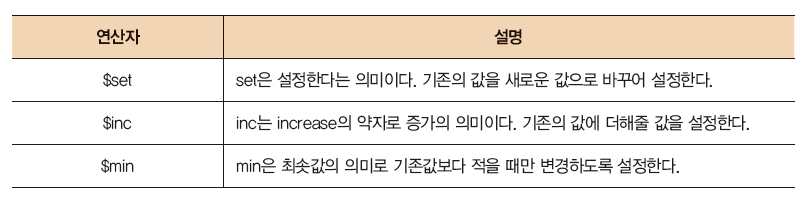 연산자 설명
$set set은 설정한다는 의미이다. 기존의 값을 새로운 값으로 바꾸어 설정한다.
$inc inc는 increase의 약자로 증가의 의미이다. 기존의 값에 더해줄 값을 설정한다.
$min min은 최솟값의 의미로 기존값보다 적을 때만 변경하도록 설정한다.